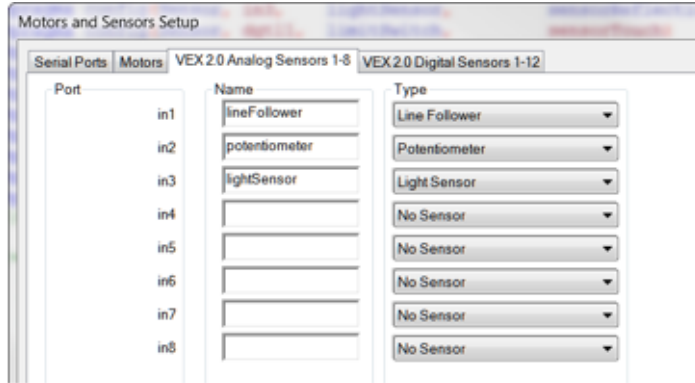 Motors and Sensors Setup
Serial Ports Motors VEX 2.0 Analog Sensors 1-8 VEX 2.0 Digital Sensors 1-12
Port Name Type
in1 lineFollower Line Follower
in2 potentiometer Potentiometer
in3 lightSensor Light Sensor
in4 No Sensor
in5 No Sensor
in6 No Sensor
in7 No Sensor
in8 No Sensor